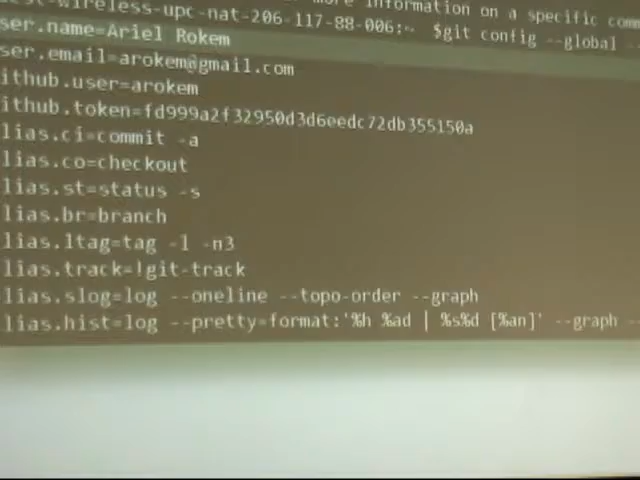 information on a specific comm
wireless-upc-nat-206-117-88-006:~ $git config --global --
ser.name=Ariel Rokem
ser.email=arokem@gmail.com
ithub.user=arokem
ithub.token=fd999a2f32950d3d6eedc72db355150a
lias.ci=commit -a
lias.co=checkout
lias.st=status -s
lias.br=branch
lias.ltag=tag -l -n3
lias.track=!git-track
lias.slog=log --oneline --topo-order --graph
lias.hist=log --pretty=format:'%h %ad | %s%d [%an]' --graph --